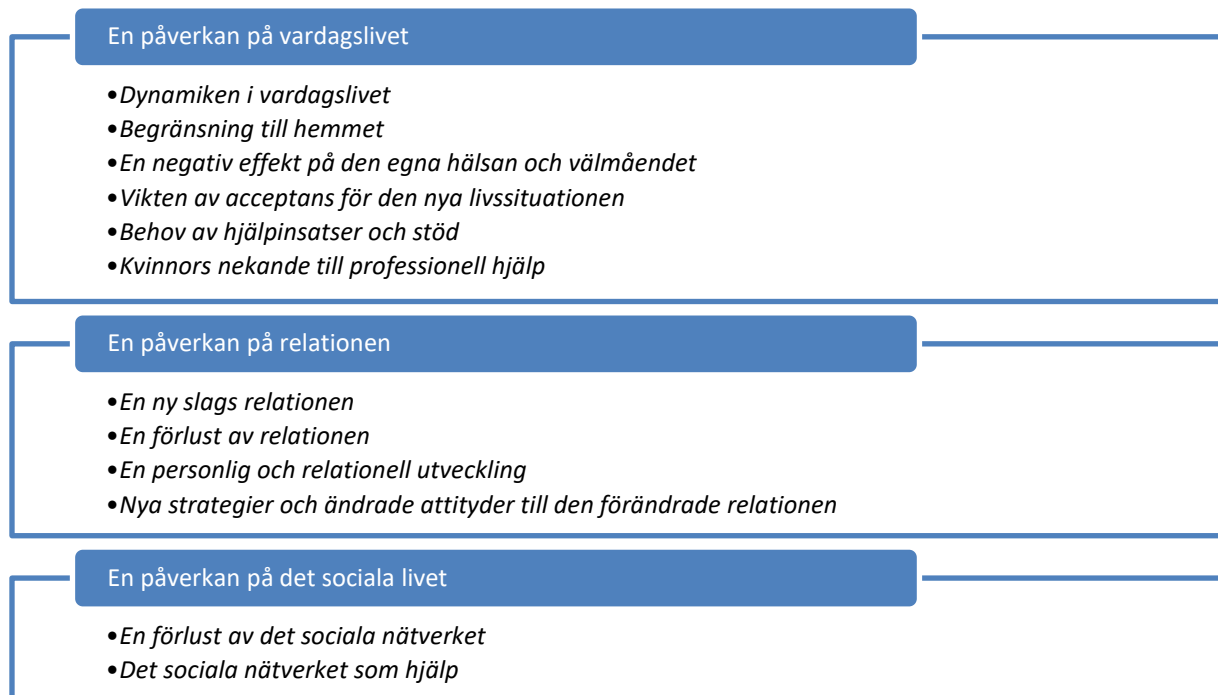 En påverkan på vardagslivet
•Dynamiken i vardagslivet
•Begränsning till hemmet
•En negativ effekt på den egna hälsan och välmåendet
•Vikten av acceptans för den nya livssituationen
•Behov av hjälpinsatser och stöd
•Kvinnors nekande till professionell hjälp
En påverkan på relationen
•En ny slags relationen
•En förlust av relationen
•En personlig och relationell utveckling
•Nya strategier och ändrade attityder till den förändrade relationen
En påverkan på det sociala livet
•En förlust av det sociala nätverket
•Det sociala nätverket som hjälp